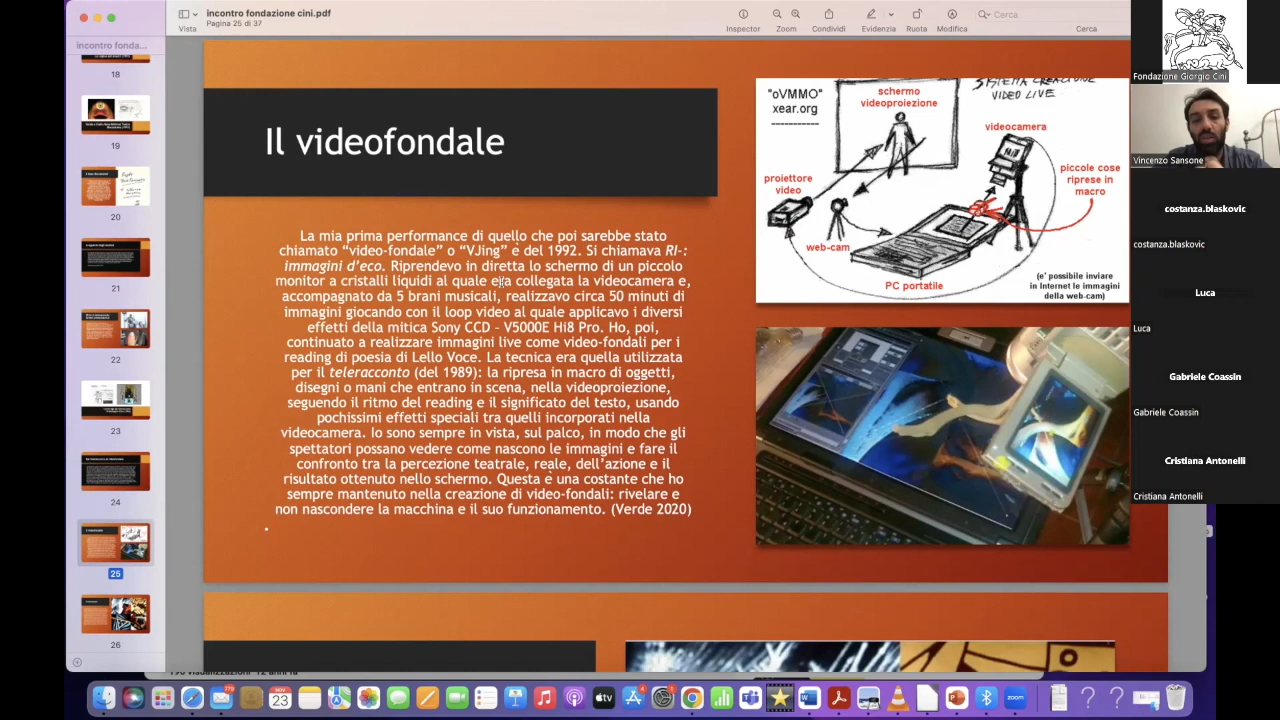 incontro fondazione cini.pdf
Pagina 25 di 37
Vista
Inspector
Zoom
Condividi
Evidenzia
Ruota
Modifica
Cerca
Cerca
incontro fonda...
18
19
20
21
22
23
24
25
26
Il videofondale
La mia prima performance di quello che poi sarebbe stato
chiamato “video-fondale” o “VJing” è del 1992. Si chiamava RI-:
immagini d’eco. Riprendevo in diretta lo schermo di un piccolo
monitor a cristalli liquidi al quale era collegata la videocamera e,
accompagnato da 5 brani musicali, realizzavo circa 50 minuti di
immagini giocando con il loop video al quale applicavo i diversi
effetti della mitica Sony CCD – V5000E Hi8 Pro. Ho, poi,
continuato a realizzare immagini live come video-fondali per i
reading di poesia di Lello Voce. La tecnica era quella utilizzata
per il teleracconto (del 1989): la ripresa in macro di oggetti,
disegni o mani che entrano in scena, nella videoproiezione,
seguendo il ritmo del reading e il significato del testo, usando
pochissimi effetti speciali tra quelli incorporati nella
videocamera. Io sono sempre in vista, sul palco, in modo che gli
spettatori possano vedere come nascono le immagini e fare il
confronto tra la percezione teatrale, reale, dell’azione e il
risultato ottenuto nello schermo. Questa è una costante che ho
sempre mantenuto nella creazione di video-fondali: rivelare e
non nascondere la macchina e il suo funzionamento. (Verde 2020)
"oVMMO"
xear.org
SISTEMA CREAZIONE
VIDEO LIVE
schermo
videoproiezione
videocamera
proiettore
video
piccole cose
riprese in
macro
web-cam
PC portatile
(e' possibile inviare
in Internet le immagini
della web-cam)
Fondazione Giorgio Cini
Vincenzo Sansone
costanza.blaskovic
costanza.blaskovic
Luca
Luca
Gabriele Coassin
Gabriele Coassin
Cristiana Antonelli
Cristiana Antonelli
NOV
23
tv
zoom